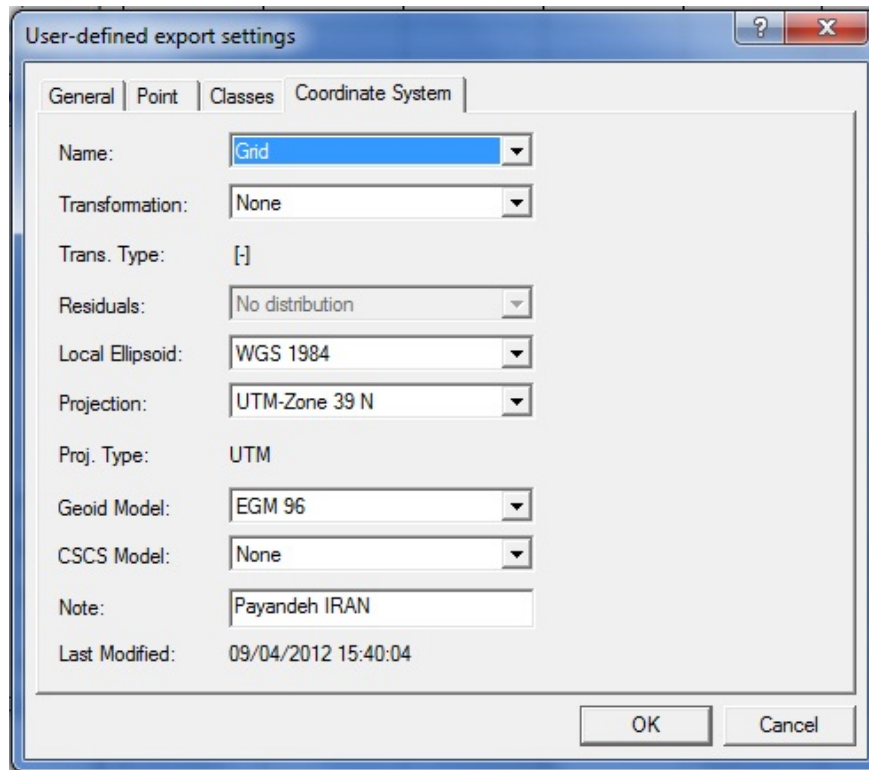 User-defined export settings
General Point Classes Coordinate System
Name: Grid
Transformation: None
Trans. Type: [-]
Residuals: No distribution
Local Ellipsoid: WGS 1984
Projection: UTM-Zone 39 N
Proj. Type: UTM
Geoid Model: EGM 96
CSCS Model: None
Note: Payandeh IRAN
Last Modified: 09/04/2012 15:40:04
OK Cancel